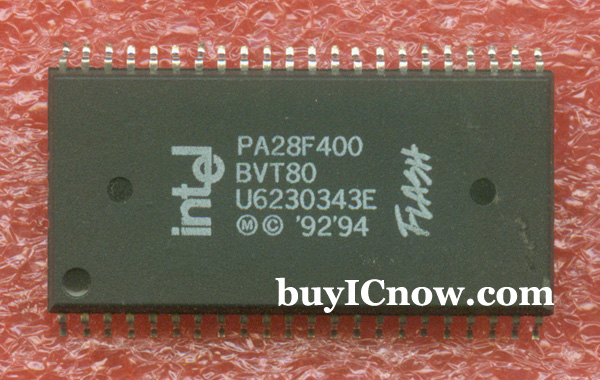 intel
PA28F400
BVT80
U6230343E
Ⓜ © '92'94
FLASH
buyICnow.com